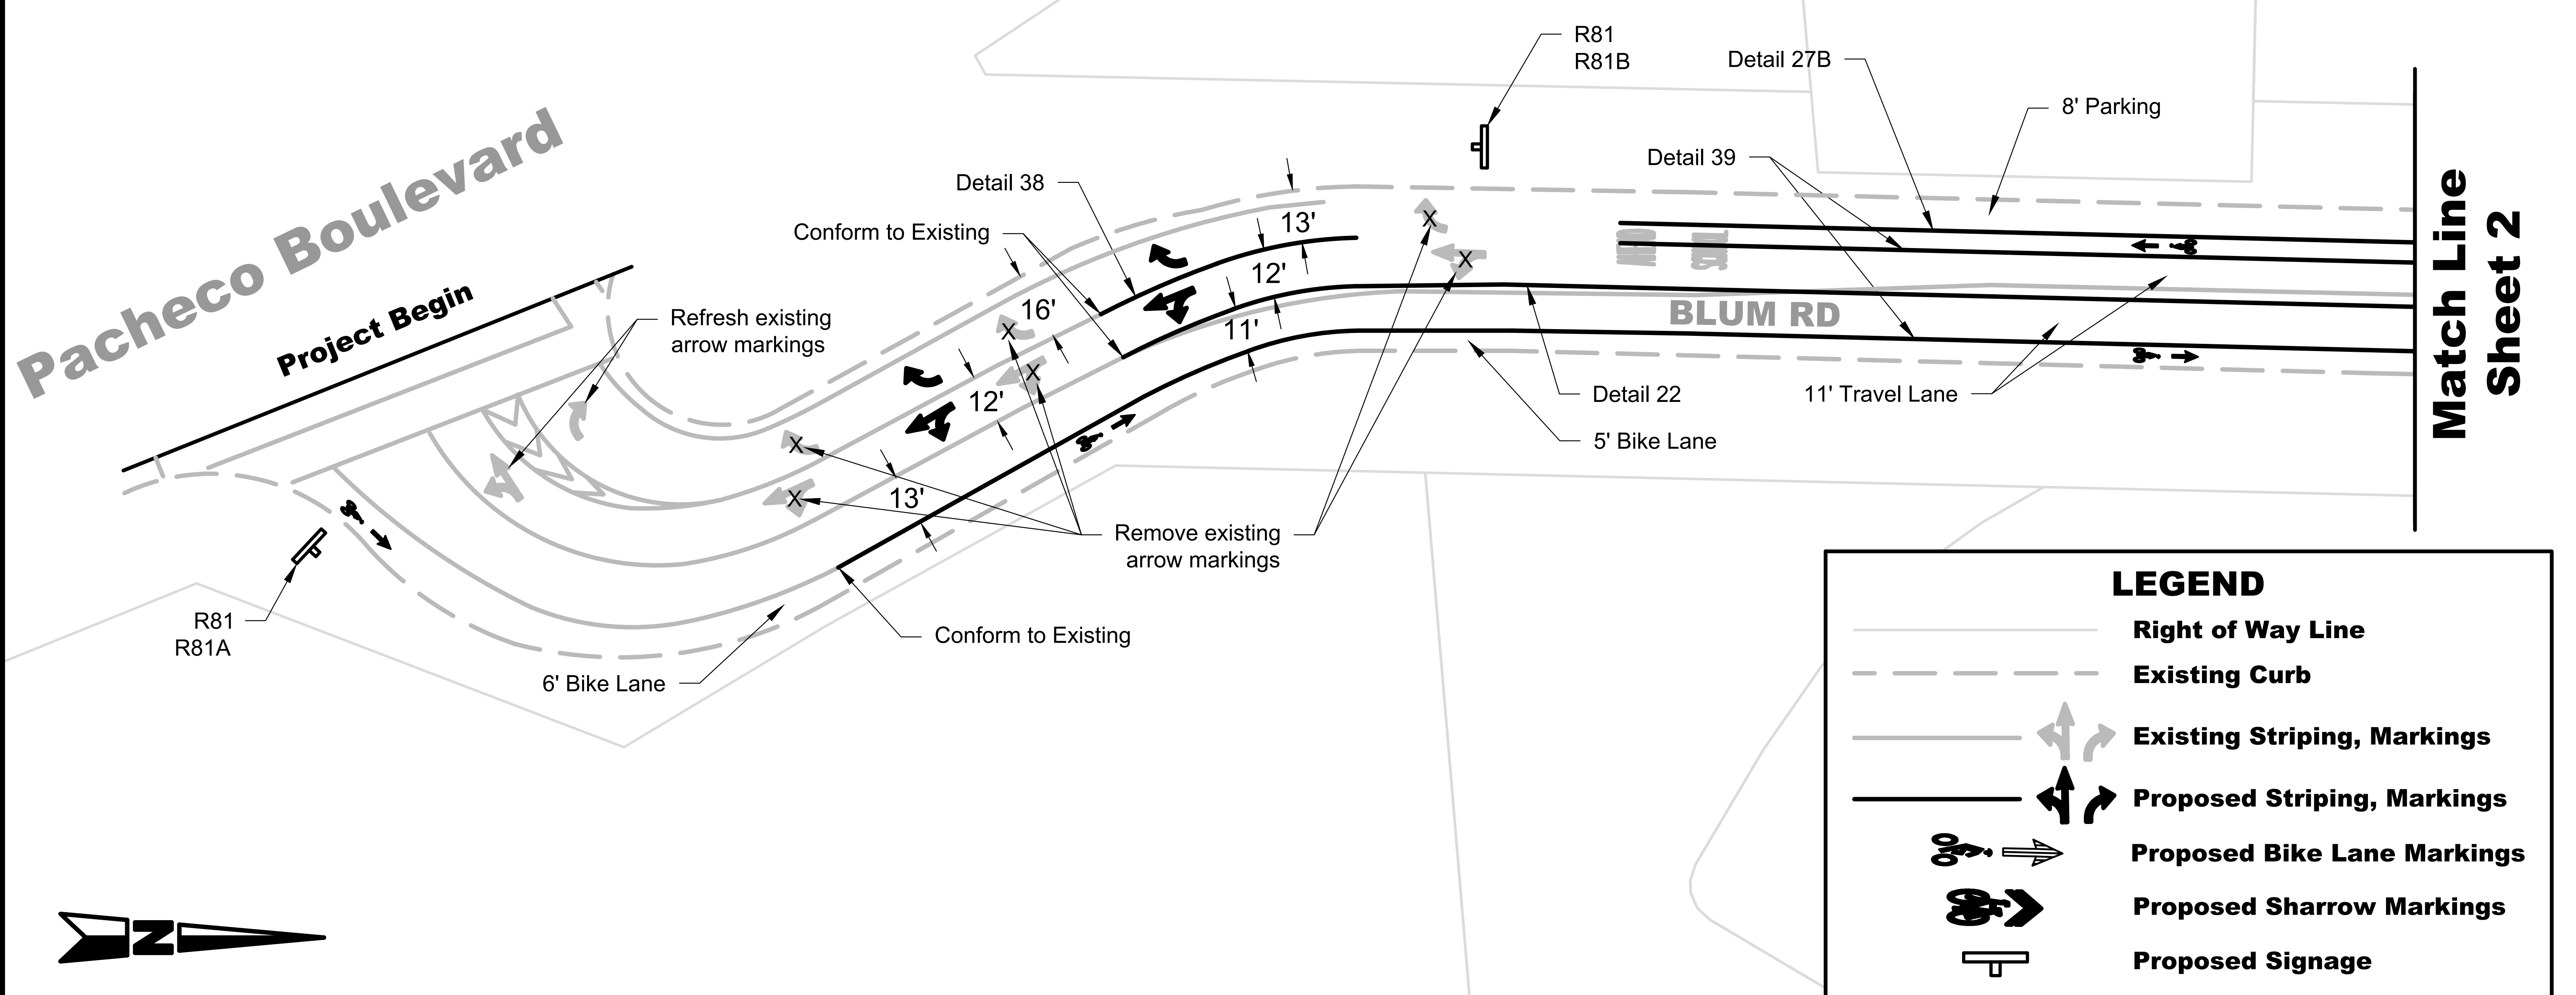 R81
R81B
Detail 27B
8' Parking
Detail 39
Detail 38
Conform to Existing
13'
12'
11'
16'
12'
13'
Pacheco Boulevard
Project Begin
Refresh existing
arrow markings
BLUM RD
Detail 22
11' Travel Lane
5' Bike Lane
Match Line
Sheet 2
Remove existing
arrow markings
R81
R81A
Conform to Existing
6' Bike Lane
N
LEGEND
Right of Way Line
Existing Curb
Existing Striping, Markings
Proposed Striping, Markings
Proposed Bike Lane Markings
Proposed Sharrow Markings
Proposed Signage